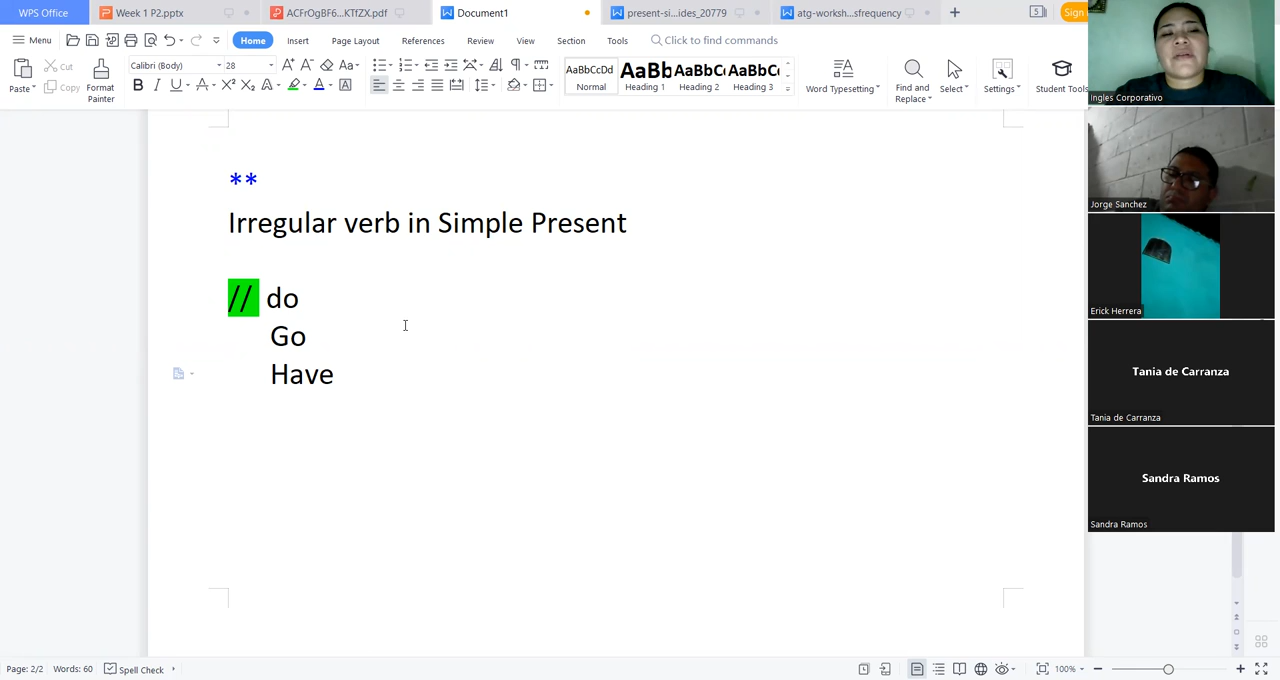 WPS Office
Week 1 P2.pptx
ACFrOgBF6...KTfZX.pdf
Document1
present-si...ides_20779
atg-worksh...sfrequency
5
Sign
Menu
Home
Insert
Page Layout
References
Review
View
Section
Tools
Click to find commands
Paste
Cut
Copy
Format Painter
Calibri (Body)
28
AaBbCcDd
Normal
AaBb
Heading 1
AaBbC
Heading 2
AaBbC
Heading 3
Word Typesetting
Find and Replace
Select
Settings
Student Tools
**
Irregular verb in Simple Present
// do
Go
Have
Ingles Corporativo
Jorge Sanchez
Erick Herrera
Tania de Carranza
Tania de Carranza
Sandra Ramos
Sandra Ramos
Page: 2/2
Words: 60
Spell Check
100%